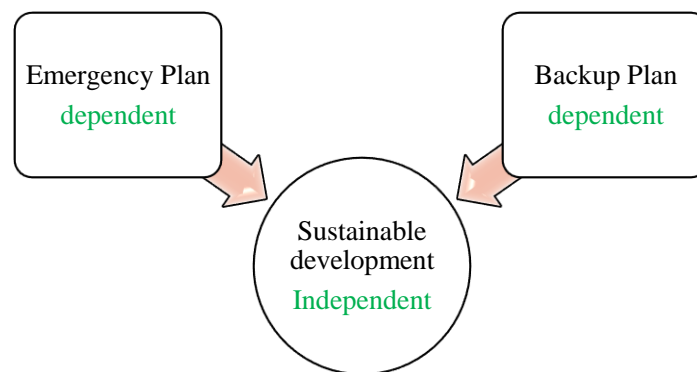 Emergency Plan
dependent
Backup Plan
dependent
Sustainable
development
Independent